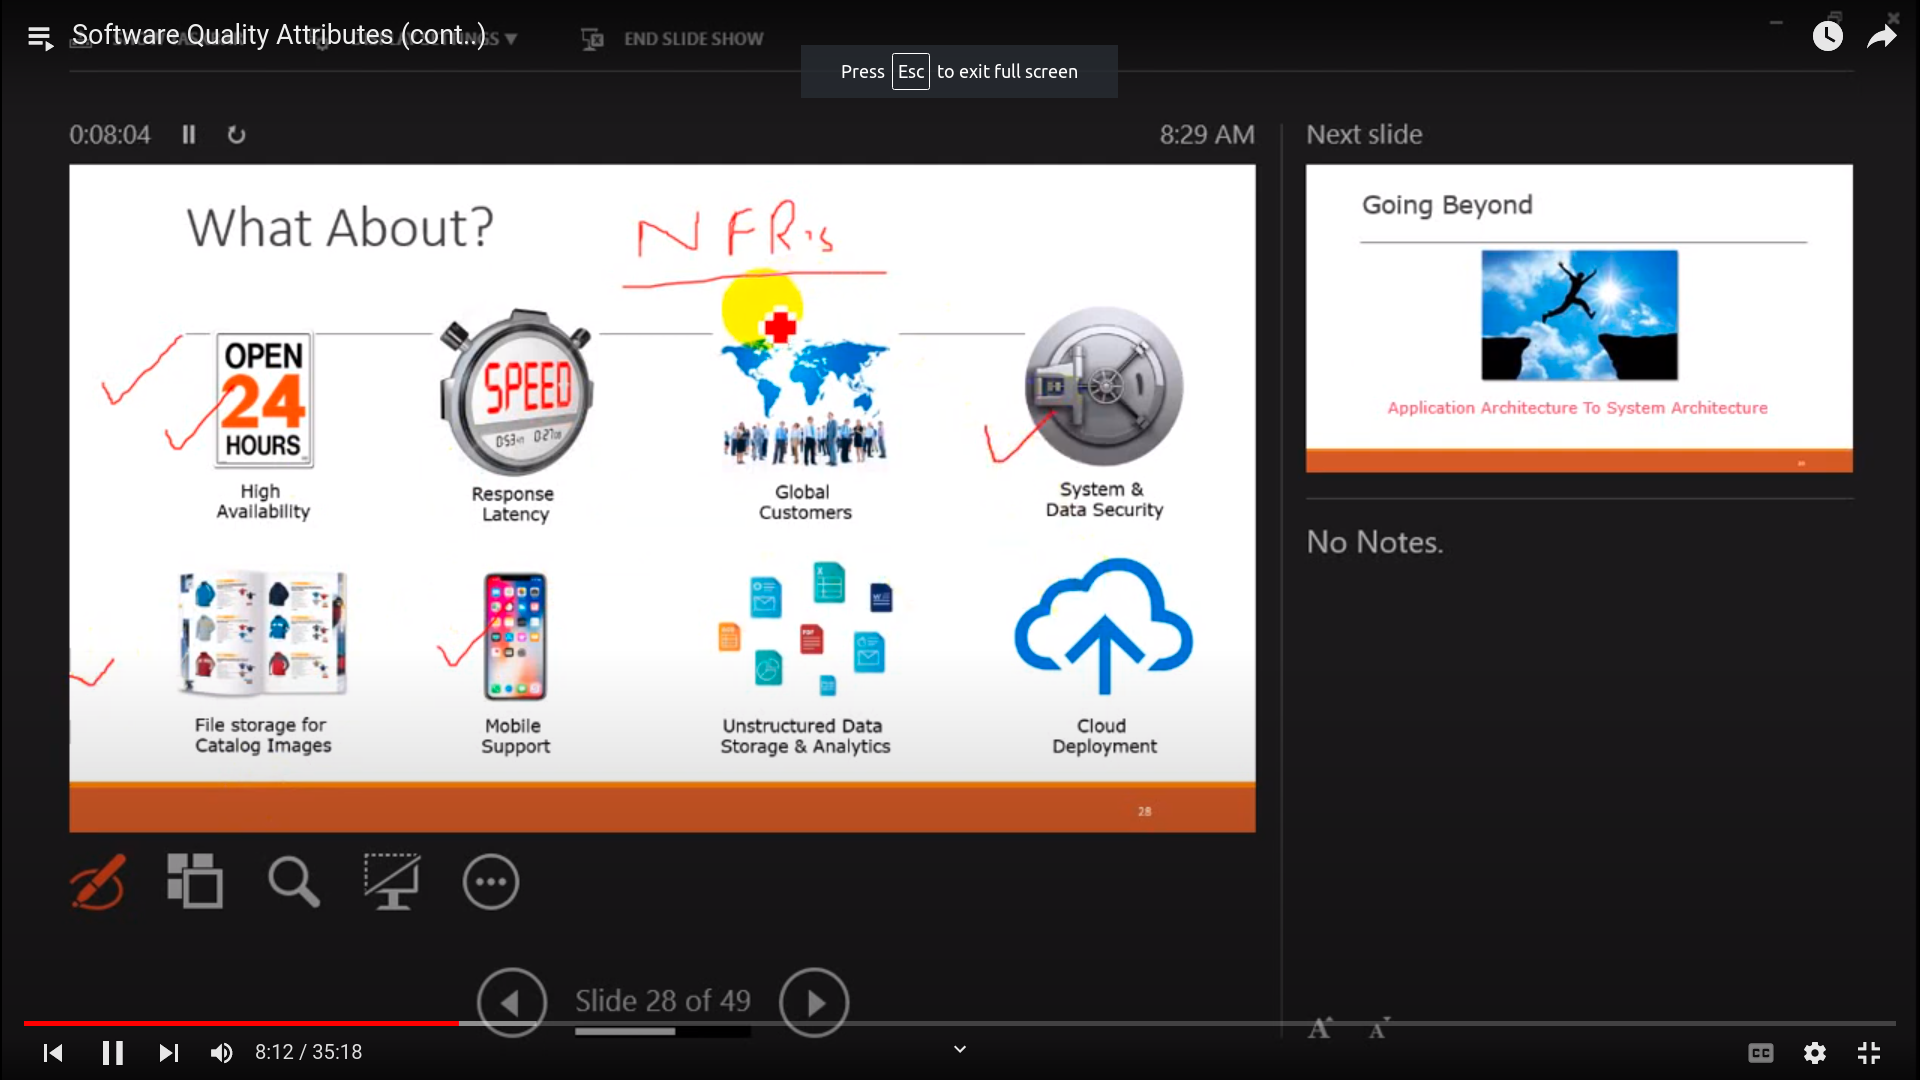 Software Quality Attributes (cont..)
GS ▼
END SLIDE SHOW
Press Esc to exit full screen
0:08:04
8:29 AM
Next slide
What About?
NFR's
OPEN
24
HOURS
SPEED
High
Availability
Response
Latency
Global
Customers
System &
Data Security
File storage for
Catalog Images
Mobile
Support
Unstructured Data
Storage & Analytics
Cloud
Deployment
28
Going Beyond
Application Architecture To System Architecture
No Notes.
Slide 28 of 49
A A
8:12 / 35:18
CC